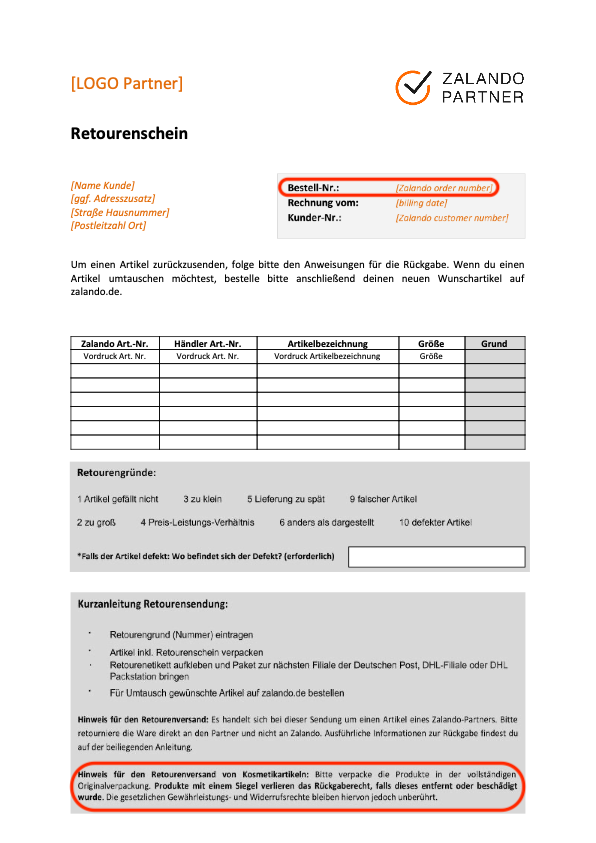 [LOGO Partner]
ZALANDO
PARTNER
Retourenschein
[Name Kunde]
[ggf. Adresszusatz]
[Straße Hausnummer]
[Postleitzahl Ort]
Bestell-Nr.: [Zalando order number]
Rechnung vom: [billing date]
Kunder-Nr.: [Zalando customer number]
Um einen Artikel zurückzusenden, folge bitte den Anweisungen für die Rückgabe. Wenn du einen
Artikel umtauschen möchtest, bestelle bitte anschließend deinen neuen Wunschartikel auf
zalando.de.
Zalando Art.-Nr. Händler Art.-Nr. Artikelbezeichnung Größe Grund
Vordruck Art. Nr. Vordruck Art. Nr. Vordruck Artikelbezeichnung Größe
Retourengründe:
1 Artikel gefällt nicht 3 zu klein 5 Lieferung zu spät 9 falscher Artikel
2 zu groß 4 Preis-Leistungs-Verhältnis 6 anders als dargestellt 10 defekter Artikel
*Falls der Artikel defekt: Wo befindet sich der Defekt? (erforderlich)
Kurzanleitung Retourensendung:
· Retourengrund (Nummer) eintragen
· Artikel inkl. Retourenschein verpacken
· Retourenetikett aufkleben und Paket zur nächsten Filiale der Deutschen Post, DHL-Filiale oder DHL
Packstation bringen
· Für Umtausch gewünschte Artikel auf zalando.de bestellen
Hinweis für den Retourenversand: Es handelt sich bei dieser Sendung um einen Artikel eines Zalando-Partners. Bitte
retourniere die Ware direkt an den Partner und nicht an Zalando. Ausführliche Informationen zur Rückgabe findest du
auf der beiliegenden Anleitung.
Hinweis für den Retourenversand von Kosmetikartikeln: Bitte verpacke die Produkte in der vollständigen
Originalverpackung. Produkte mit einem Siegel verlieren das Rückgaberecht, falls dieses entfernt oder beschädigt
wurde. Die gesetzlichen Gewährleistungs- und Widerrufsrechte bleiben hiervon jedoch unberührt.